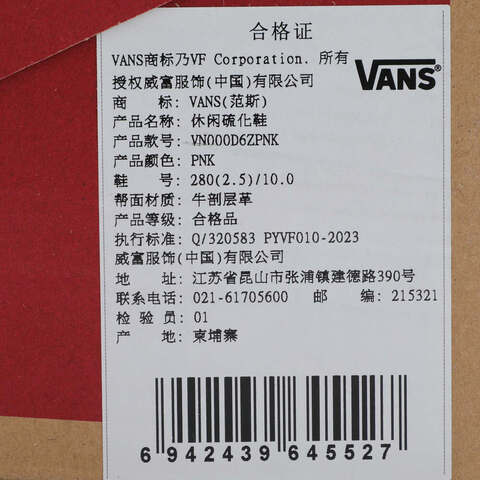 合格证
VANS商标乃VF Corporation. 所有
VANS
授权威富服饰(中国)有限公司
商 标: VANS(范斯)
产品名称: 休闲硫化鞋
产品款号: VN000D6ZPNK
产品颜色: PNK
鞋 号: 280(2.5)/10.0
帮面材质: 牛剖层革
产品等级: 合格品
执行标准: Q/320583 PYVF010-2023
威富服饰(中国)有限公司
地 址: 江苏省昆山市张浦镇建德路390号
联系电话: 021-61705600 邮 编: 215321
检 验 员: 01
产 地: 柬埔寨
6 942439 645527